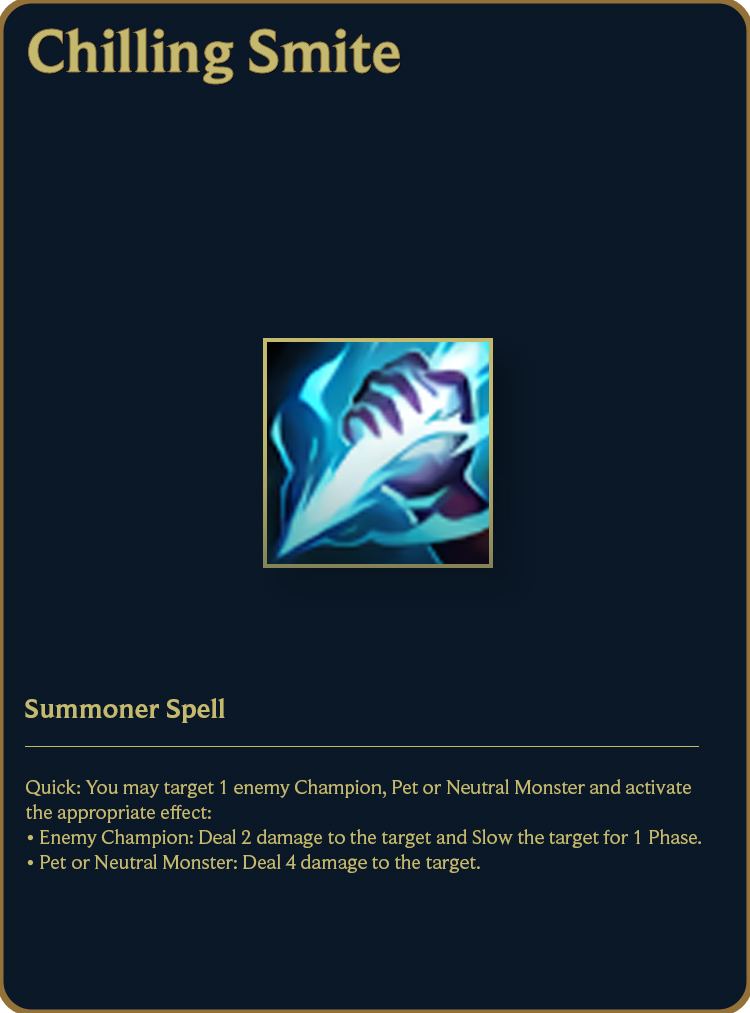 Chilling Smite
Summoner Spell
Quick: You may target 1 enemy Champion, Pet or Neutral Monster and activate
the appropriate effect:
• Enemy Champion: Deal 2 damage to the target and Slow the target for 1 Phase.
• Pet or Neutral Monster: Deal 4 damage to the target.